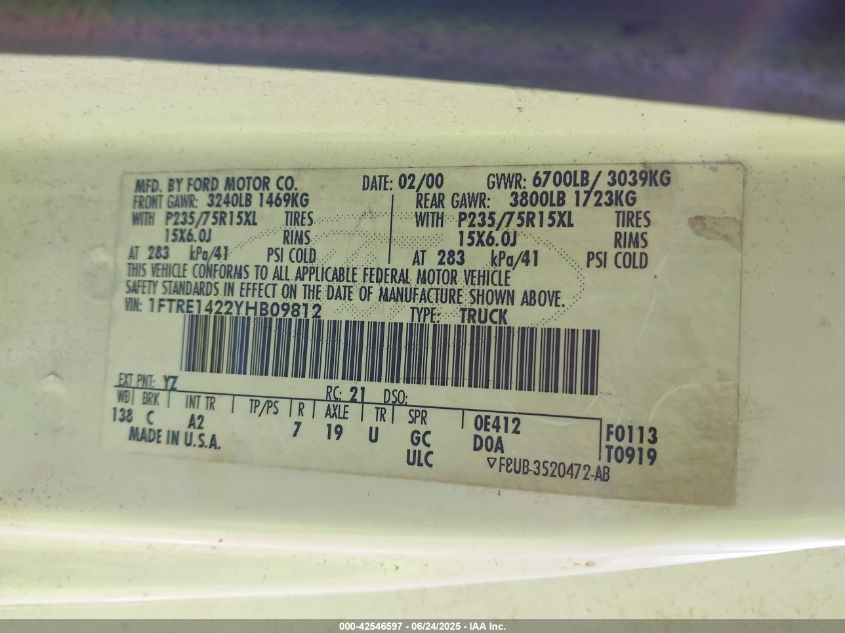 MFD. BY FORD MOTOR CO. DATE: 02/00 GVWR: 6700LB/ 3039KG
FRONT GAWR: 3240LB 1469KG REAR GAWR: 3800LB 1723KG
WITH P235/75R15XL TIRES WITH P235/75R15XL TIRES
15X6.0J RIMS 15X6.0J RIMS
AT 283 kPa/41 PSI COLD AT 283 kPa/41 PSI COLD
THIS VEHICLE CONFORMS TO ALL APPLICABLE FEDERAL MOTOR VEHICLE
SAFETY STANDARDS IN EFFECT ON THE DATE OF MANUFACTURE SHOWN ABOVE.
VIN: 1FTRE1422YHB09812 TYPE: TRUCK
EXT PNT: YZ RC: 21 DSO:
WB BRK INT TR TP/PS R AXLE TR SPR 0E412 F0113
138 C A2 7 19 U GC D0A T0919
MADE IN U.S.A. ULC F8UB-3520472-AB
000-42546597 - 06/24/2025 - IAA Inc.